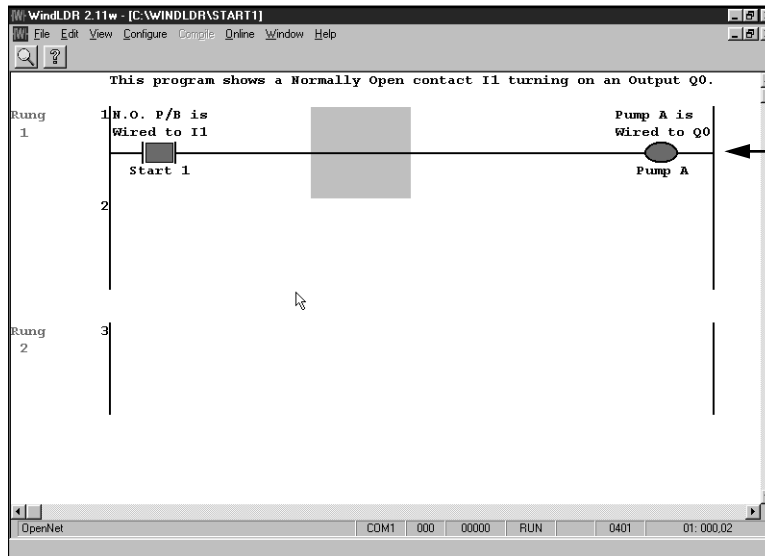 WindLDR 2.11w - [C:\WINDLDR\START1]
File Edit View Configure Compile Online Window Help
This program shows a Normally Open contact I1 turning on an Output Q0.
Rung 1
1
N.O. P/B is
Wired to I1
Start 1
Pump A is
Wired to Q0
Pump A
2
Rung 2
3
OpenNet COM1 000 00000 RUN 0401 01: 000,02